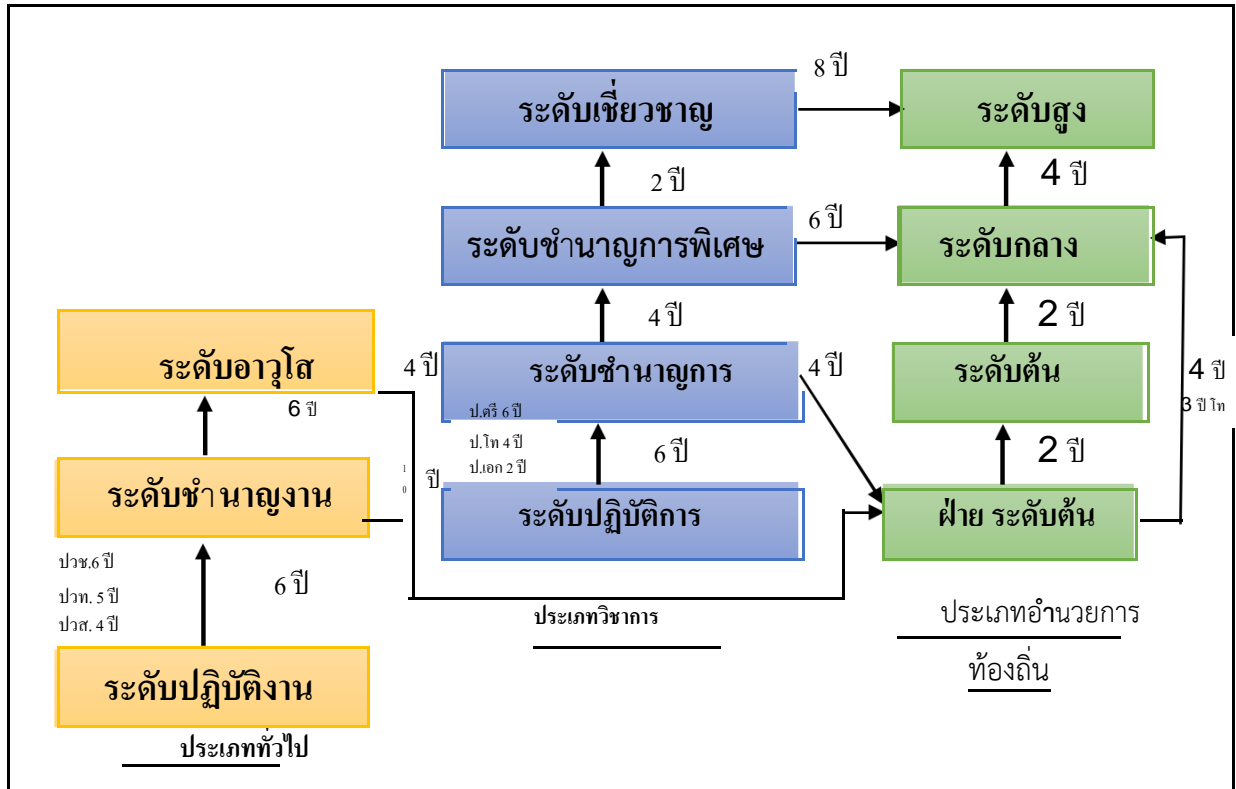 8 ปี
ระดับเชี่ยวชาญ
ระดับสูง
2 ปี
4 ปี
ระดับชำนาญการพิเศษ
6 ปี
ระดับกลาง
4 ปี
2 ปี
ระดับอาวุโส
4 ปี
ระดับชำนาญการ
4 ปี
ระดับต้น
4 ปี
3 ปี โท
6 ปี
ป.ตรี 6 ปี
ป.โท 4 ปี
ป.เอก 2 ปี
6 ปี
2 ปี
ระดับชำนาญงาน
10 ปี
ระดับปฏิบัติการ
ฝ่าย ระดับต้น
ปวช.6 ปี
ปวท. 5 ปี
ปวส. 4 ปี
6 ปี
ประเภทวิชาการ
ประเภทอำนวยการ
ท้องถิ่น
ระดับปฏิบัติงาน
ประเภททั่วไป